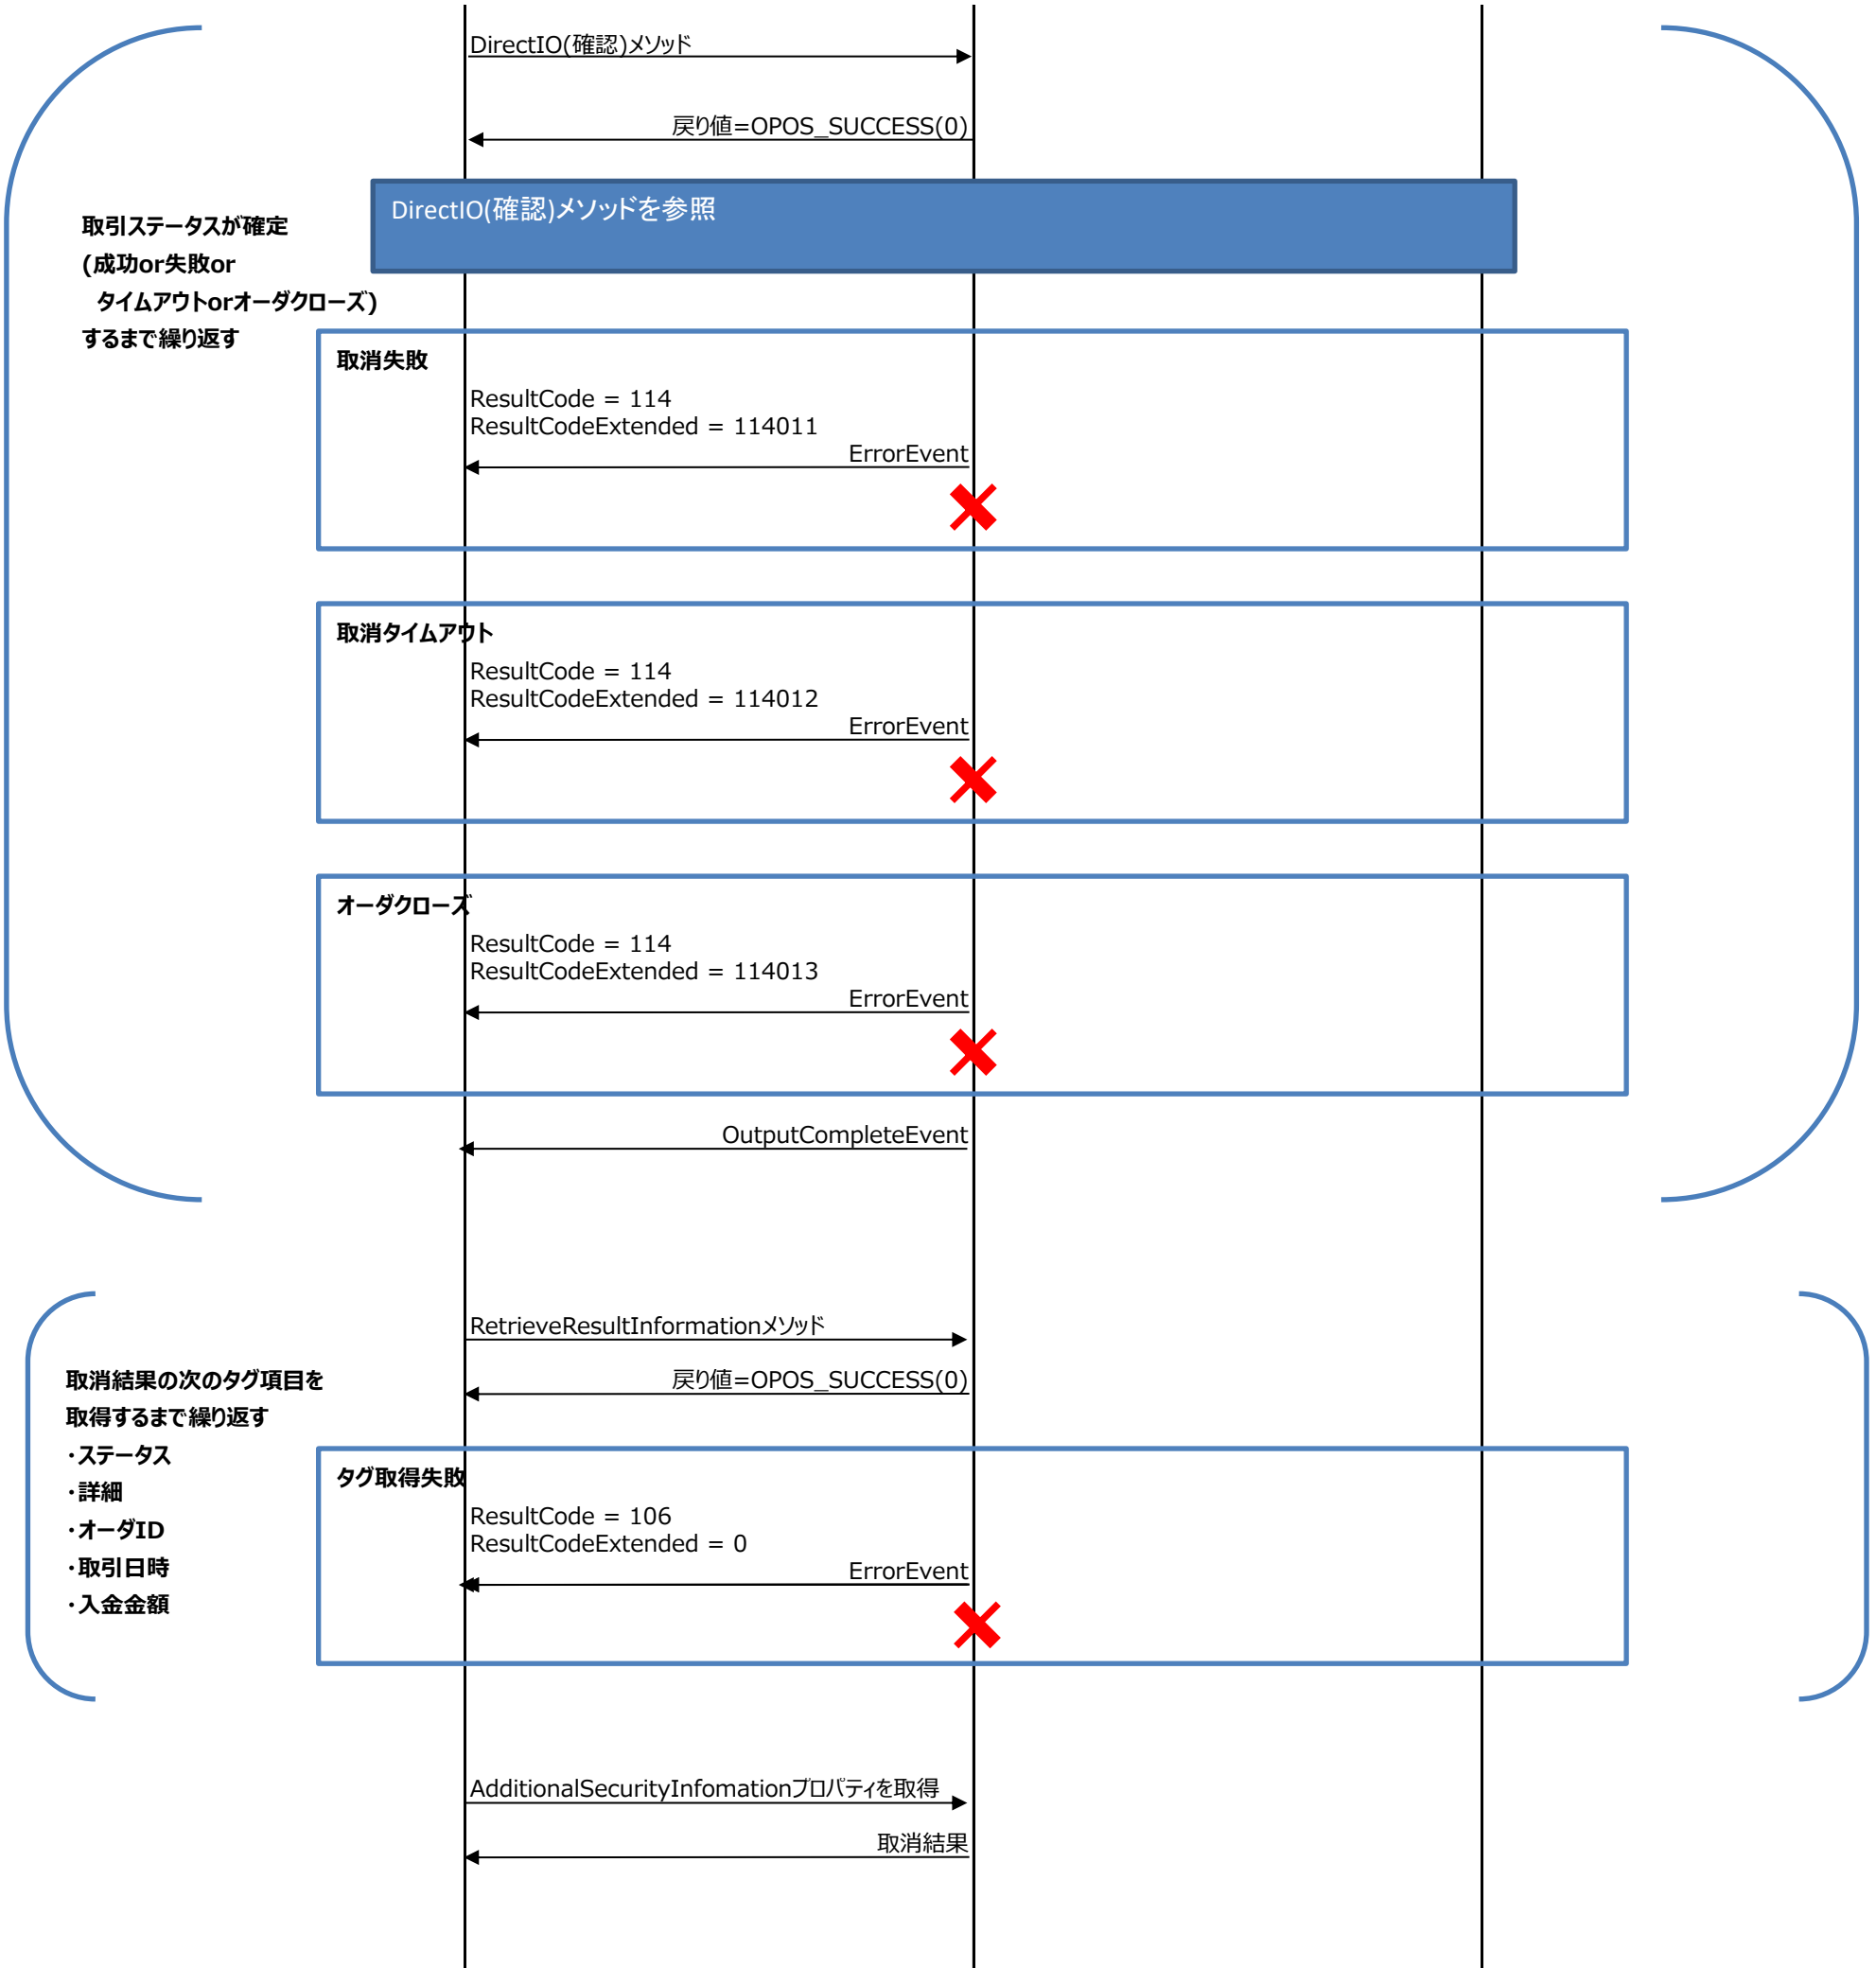 DirectIO(確認)メソッド
戻り値=OPOS_SUCCESS(0)
DirectIO(確認)メソッドを参照
取引ステータスが確定
(成功or失敗or
タイムアウトorオーダクローズ)
するまで繰り返す
取消失敗
ResultCode = 114
ResultCodeExtended = 114011
ErrorEvent
取消タイムアウト
ResultCode = 114
ResultCodeExtended = 114012
ErrorEvent
オーダクローズ
ResultCode = 114
ResultCodeExtended = 114013
ErrorEvent
OutputCompleteEvent
RetrieveResultInformationメソッド
戻り値=OPOS_SUCCESS(0)
取消結果の次のタグ項目を
取得するまで繰り返す
・ステータス
・詳細
・オーダID
・取引日時
・入金金額
タグ取得失敗
ResultCode = 106
ResultCodeExtended = 0
ErrorEvent
AdditionalSecurityInfomationプロパティを取得
取消結果